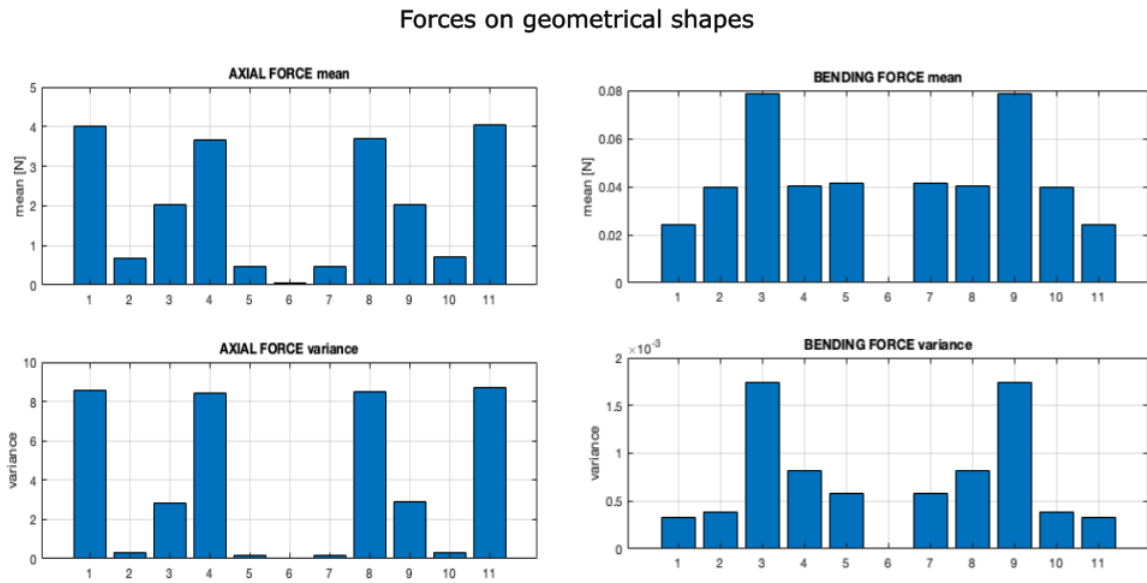 Forces on geometrical shapes
AXIAL FORCE mean
5
4
3
2
1
0
mean [N]
1 2 3 4 5 6 7 8 9 10 11
BENDING FORCE mean
0.08
0.06
0.04
0.02
0
mean [N]
1 2 3 4 5 6 7 8 9 10 11
AXIAL FORCE variance
10
8
6
4
2
0
variance
1 2 3 4 5 6 7 8 9 10 11
BENDING FORCE variance
×10⁻³
2
1.5
1
0.5
0
variance
1 2 3 4 5 6 7 8 9 10 11